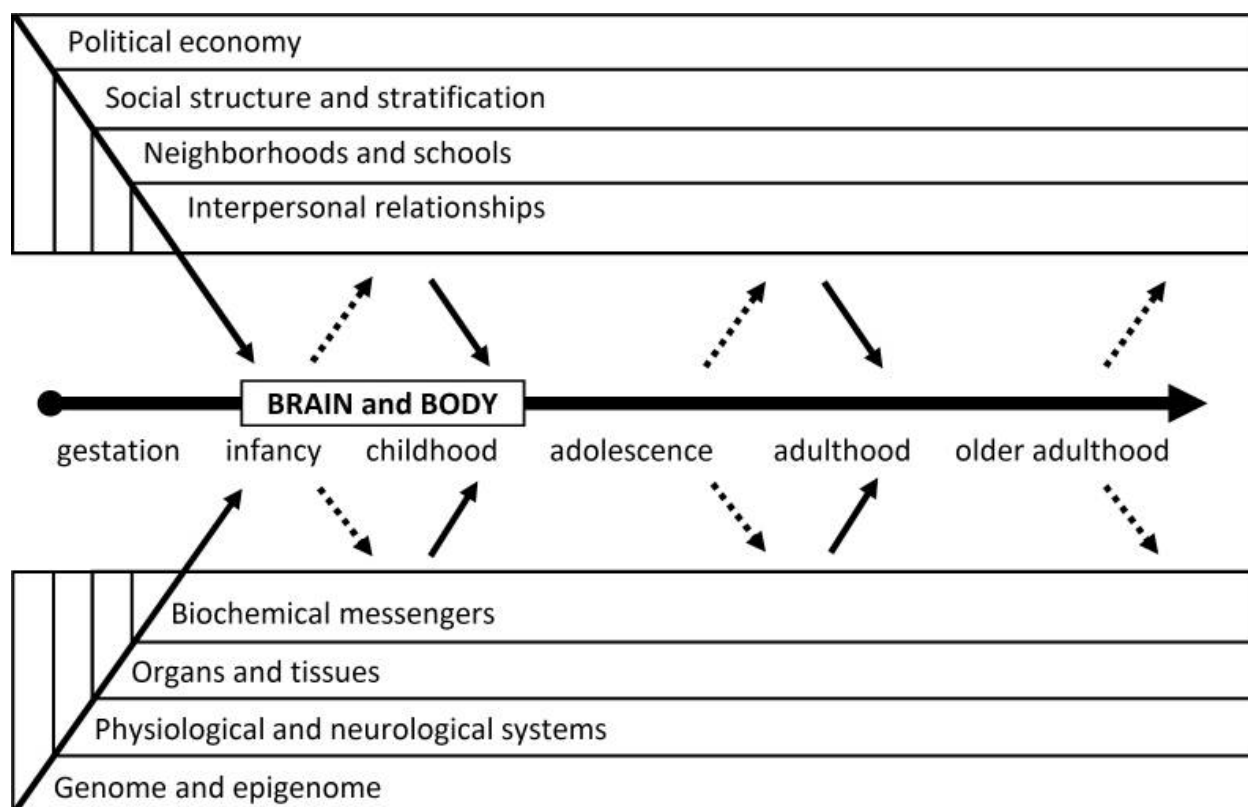 Political economy
Social structure and stratification
Neighborhoods and schools
Interpersonal relationships
BRAIN and BODY
gestation infancy childhood adolescence adulthood older adulthood
Biochemical messengers
Organs and tissues
Physiological and neurological systems
Genome and epigenome